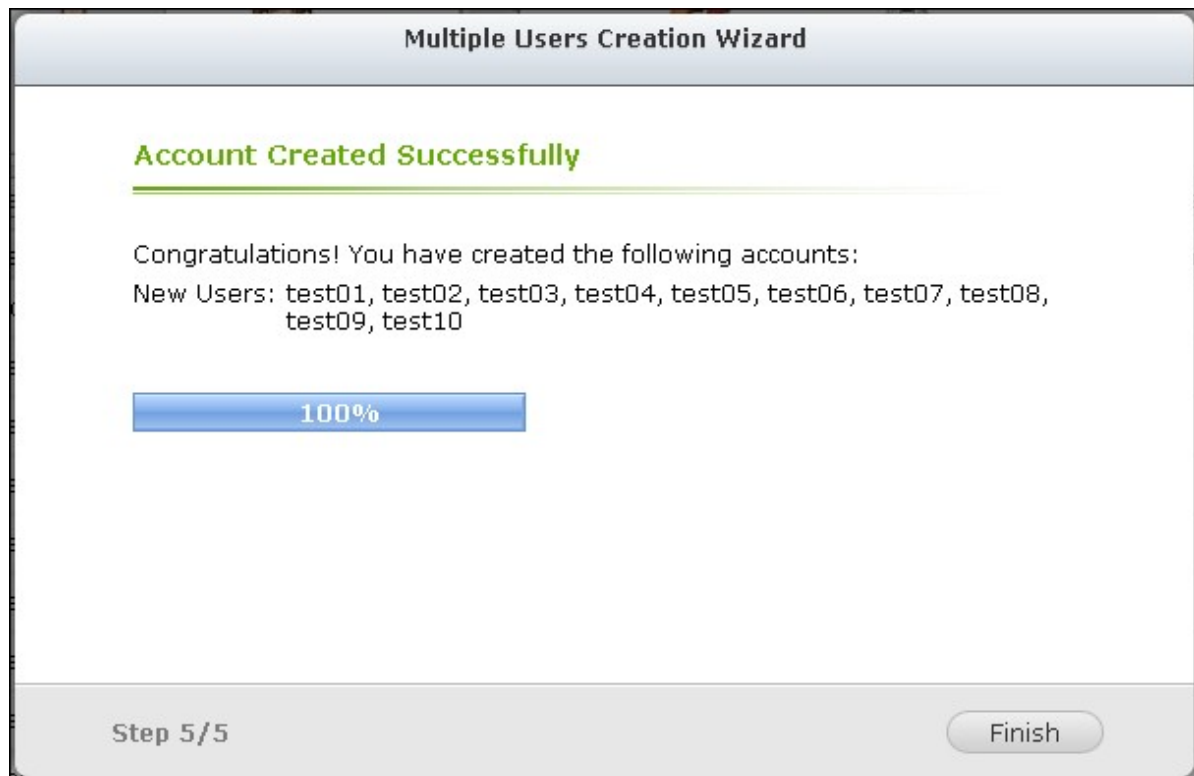 Multiple Users Creation Wizard
Account Created Successfully
Congratulations! You have created the following accounts:
New Users: test01, test02, test03, test04, test05, test06, test07, test08,
test09, test10
100%
Step 5/5
Finish